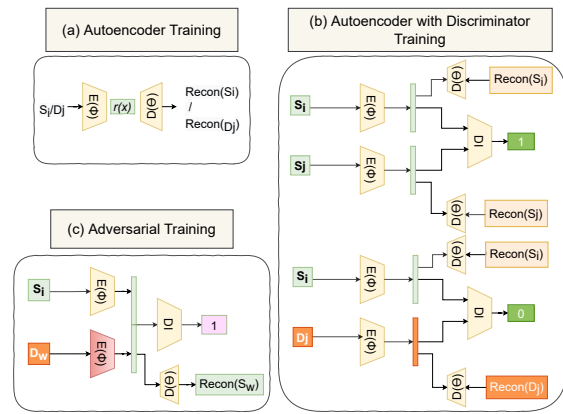 (a) Autoencoder Training
Si/Dj
E(Φ)
r(x)
D(Θ)
Recon(Si)
/
Recon(Dj)
(c) Adversarial Training
Si
E(Φ)
DI
1
Dw
E(Φ)
D(Θ)
Recon(Sw)
(b) Autoencoder with Discriminator
Training
D(Θ)
Recon(Si)
Si
E(Φ)
DI
1
Sj
E(Φ)
D(Θ)
Recon(Sj)
D(Θ)
Recon(Si)
Si
E(Φ)
DI
0
Dj
E(Φ)
D(Θ)
Recon(Dj)